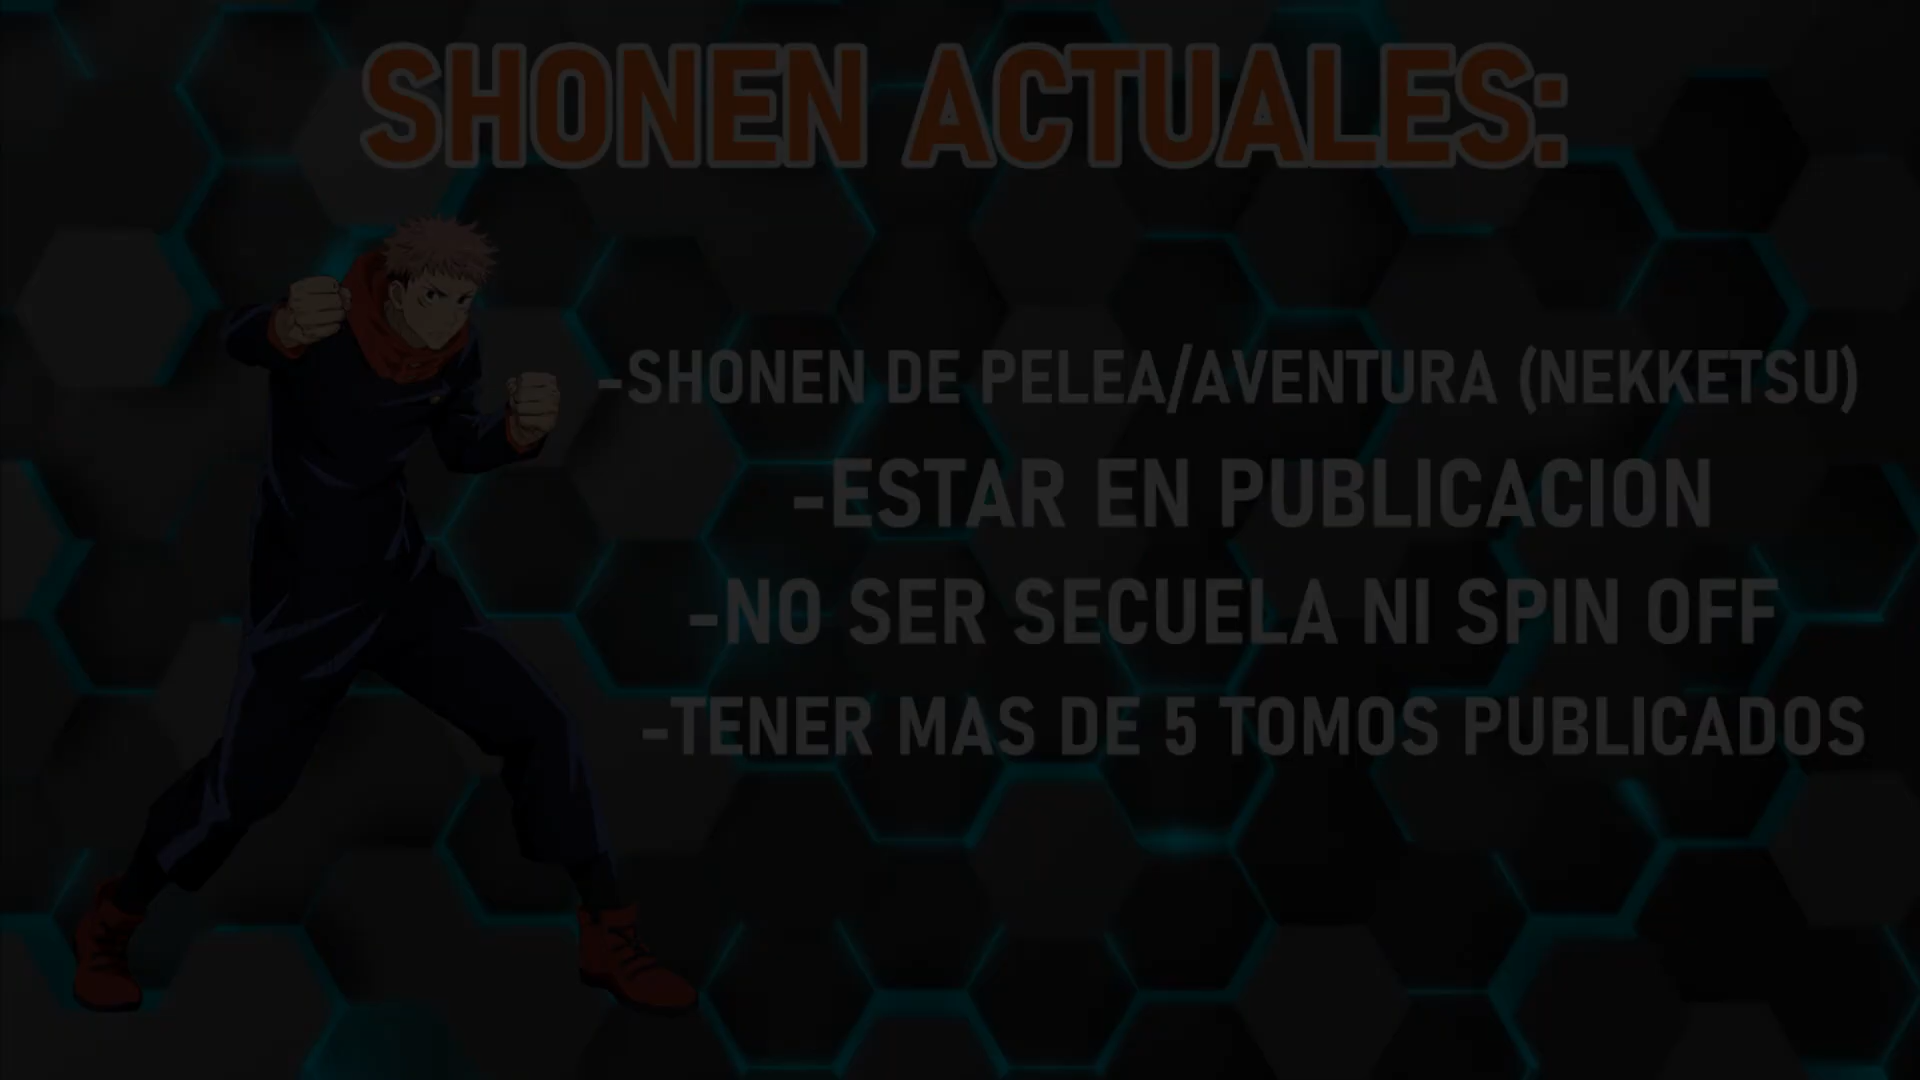 SHONEN ACTUALES:
-SHONEN DE PELEA/AVENTURA (NEKKETSU)
-ESTAR EN PUBLICACION
-NO SER SECUELA NI SPIN OFF
-TENER MAS DE 5 TOMOS PUBLICADOS